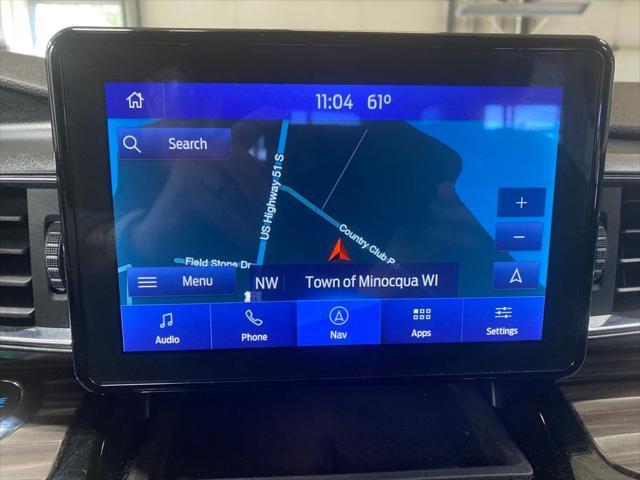 11:04 61°
Search
US Highway 51 S
Country Club
Field Stone Dr
Menu
NW Town of Minocqua WI
Audio
Phone
Nav
Apps
Settings